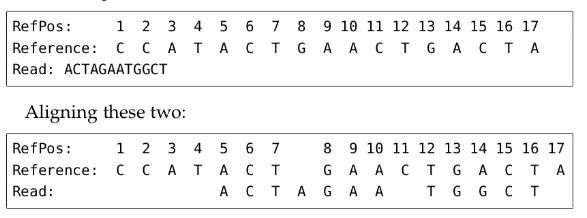 RefPos:     1  2  3  4  5  6  7  8  9 10 11 12 13 14 15 16 17
Reference:  C  C  A  T  A  C  T  G  A  A  C  T  G  A  C  T  A
Read: ACTAGAATGGCT
Aligning these two:
RefPos:     1  2  3  4  5  6  7     8  9 10 11 12 13 14 15 16 17
Reference:  C  C  A  T  A  C  T     G  A  A  C  T  G  A  C  T  A
Read:                   A  C  T  A  G  A  A     T  G  G  C  T